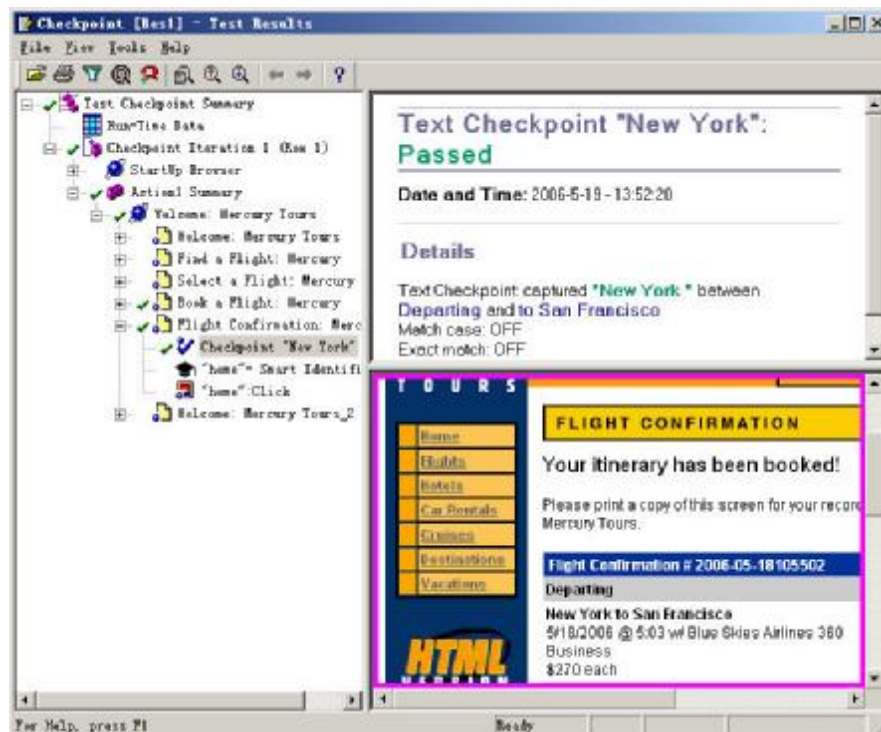 Checkpoint [Res1] - Test Results
File View Tools Help
Test Checkpoint Summary
Run-Time Data
Checkpoint Iteration 1 (Row 1)
StartUp Browser
Action1 Summary
Welcome: Mercury Tours
Welcome: Mercury Tours
Find a Flight: Mercury
Select a Flight: Mercury
Book a Flight: Mercury
Flight Confirmation: Merc
Checkpoint "New York"
"home"- Smart Identifi
"home":Click
Welcome: Mercury Tours_2
Text Checkpoint "New York":
Passed
Date and Time: 2006-5-19 - 13:52:20
Details
Text Checkpoint captured "New York " between
Departing and to San Francisco
Match case: OFF
Exact match: OFF
TOURS
Home
Flights
Hotels
Car Rentals
Cruises
Destinations
Vacations
HTML
VERSION
FLIGHT CONFIRMATION
Your itinerary has been booked!
Please print a copy of this screen for your record
Mercury Tours.
Flight Confirmation # 2006-05-18105502
Departing
New York to San Francisco
5/18/2006 @ 5:03 w/ Blue Skies Airlines 360
Business
$270 each
For Help, press F1
Ready